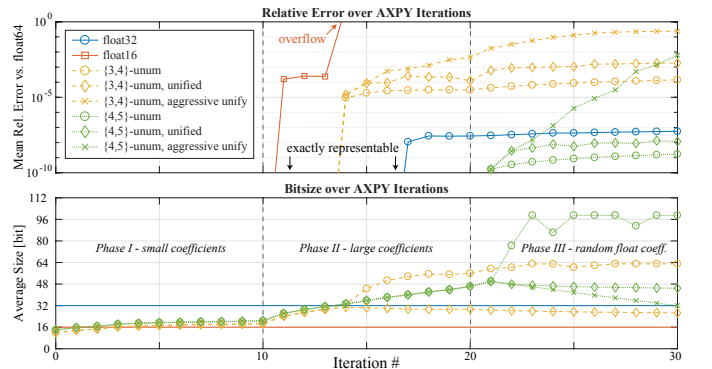 Relative Error over AXPY Iterations
Mean Rel. Error vs. float64
10^0
10^-5
10^-10
float32
float16
{3,4}-unum
{3,4}-unum, unified
{3,4}-unum, aggressive unify
{4,5}-unum
{4,5}-unum, unified
{4,5}-unum, aggressive unify
overflow
exactly representable
Bitsize over AXPY Iterations
Average Size [bit]
112
96
80
64
48
32
16
0
Phase I - small coefficients
Phase II - large coefficients
Phase III - random float coeff.
0
10
20
30
Iteration #